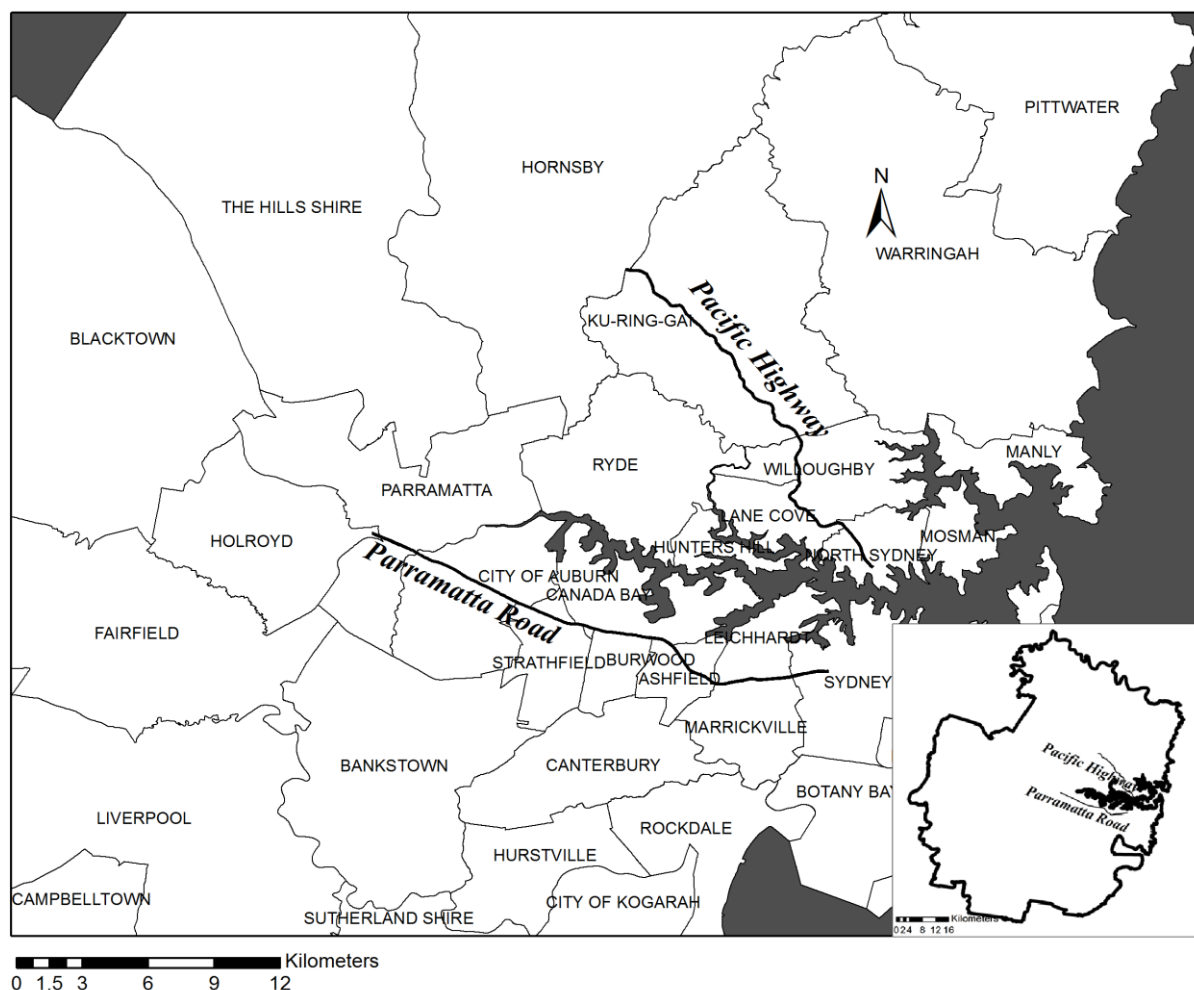 PITTWATER
HORNSBY
N
THE HILLS SHIRE
WARRINGAH
Pacific Highway
KU-RING-GAI
BLACKTOWN
MANLY
RYDE
WILLOUGHBY
PARRAMATTA
LANE COVE
MOSMAN
HOLROYD
HUNTERS HILL
NORTH SYDNEY
Parramatta Road
CITY OF AUBURN
CANADA BAY
FAIRFIELD
LEICHHARDT
STRATHFIELD
BURWOOD
ASHFIELD
SYDNEY
MARRICKVILLE
BANKSTOWN
CANTERBURY
BOTANY BAY
LIVERPOOL
ROCKDALE
HURSTVILLE
CAMPBELLTOWN
CITY OF KOGARAH
SUTHERLAND SHIRE
Pacific Highway
Parramatta Road
Kilometers
0 2 4 8 12 16
Kilometers
0 1.5 3 6 9 12